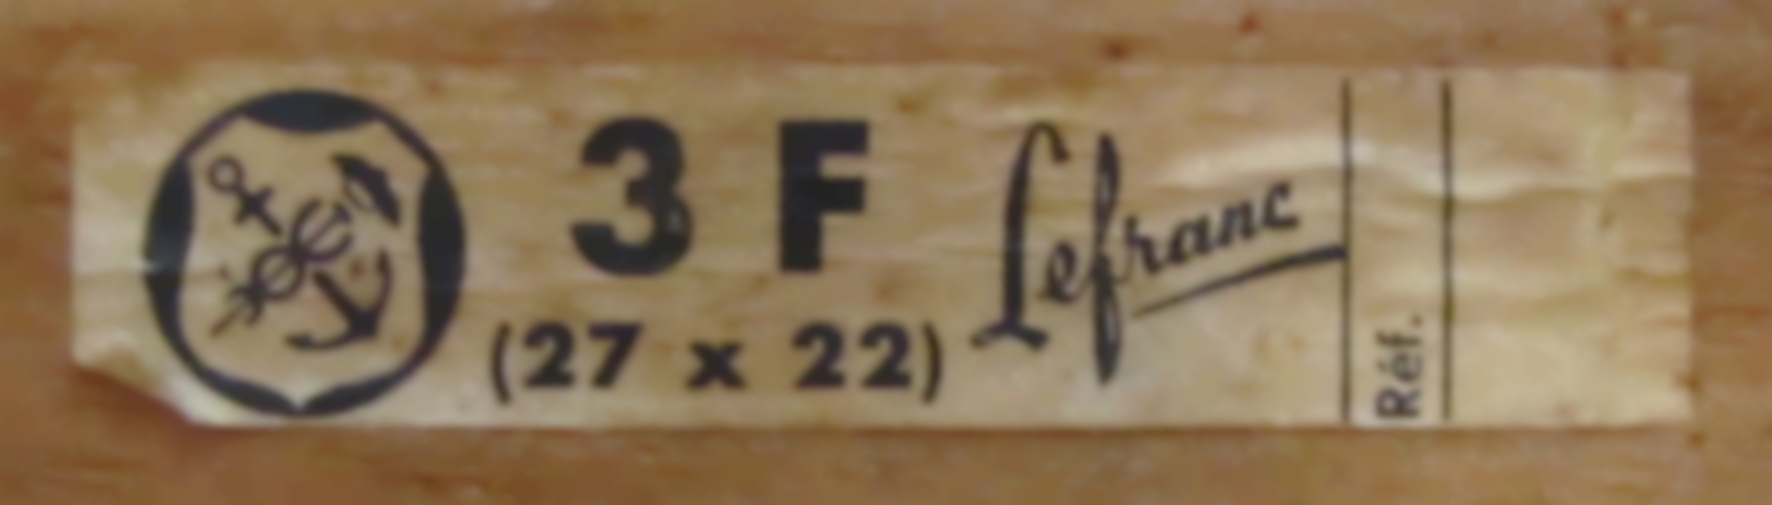 3 F
(27 x 22)
Lefranc
Réf.